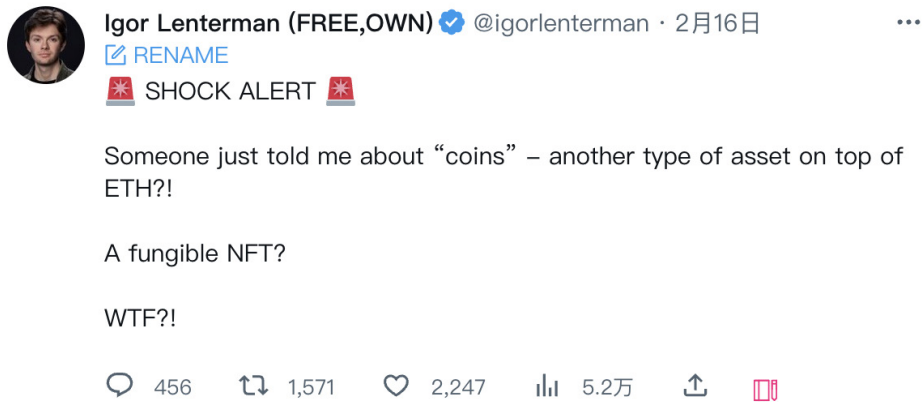 Igor Lenterman (FREE,OWN) @igorlenterman · 2月16日
RENAME
🚨 SHOCK ALERT 🚨
Someone just told me about “coins” – another type of asset on top of
ETH?!
A fungible NFT?
WTF?!
456 1,571 2,247 5.2万